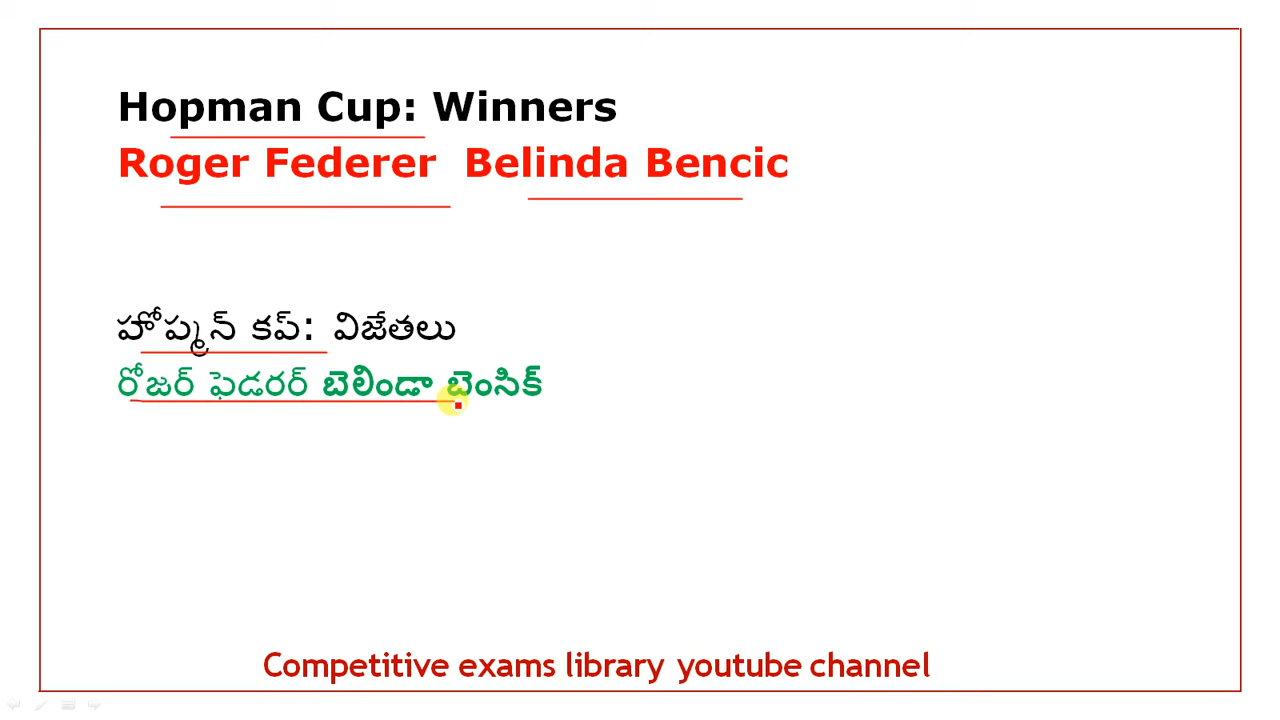 Hopman Cup: Winners
Roger Federer Belinda Bencic
హోప్మన్ కప్: విజేతలు
రోజర్ ఫెడరర్ బెలిండా బెంసిక్
Competitive exams library youtube channel